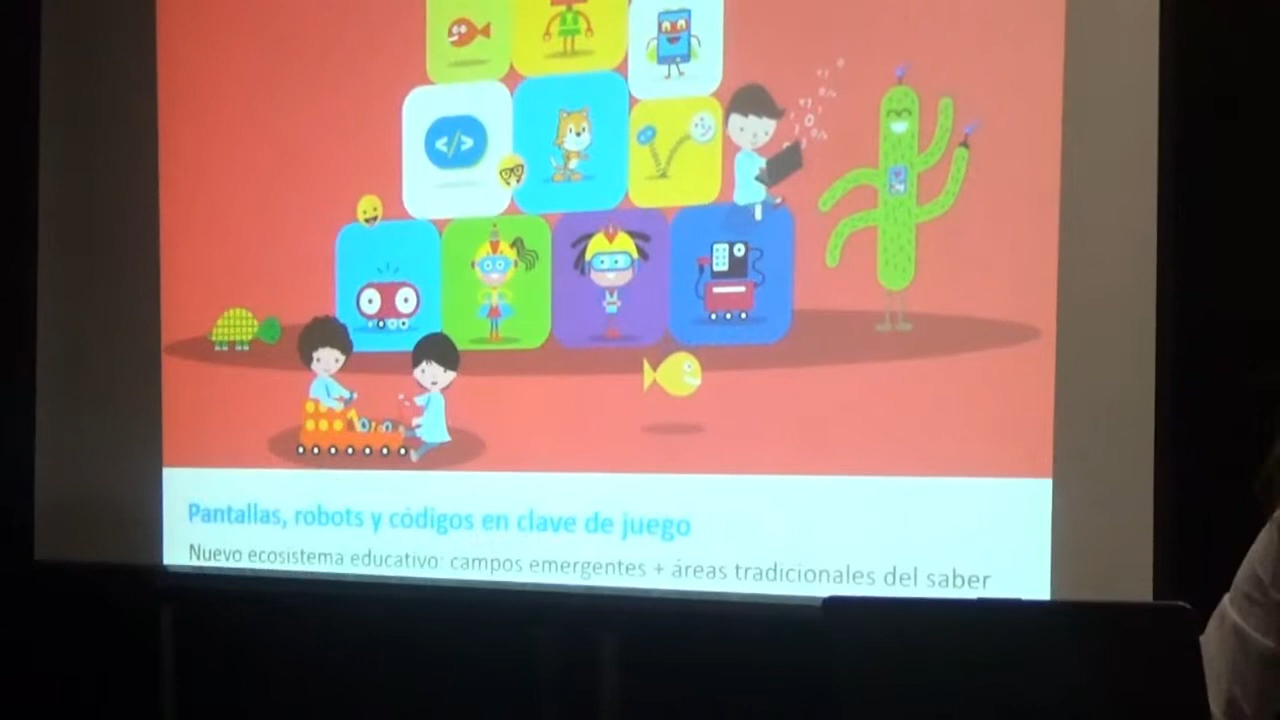 </>
Pantallas, robots y códigos en clave de juego
Nuevo ecosistema educativo: campos emergentes + áreas tradicionales del saber